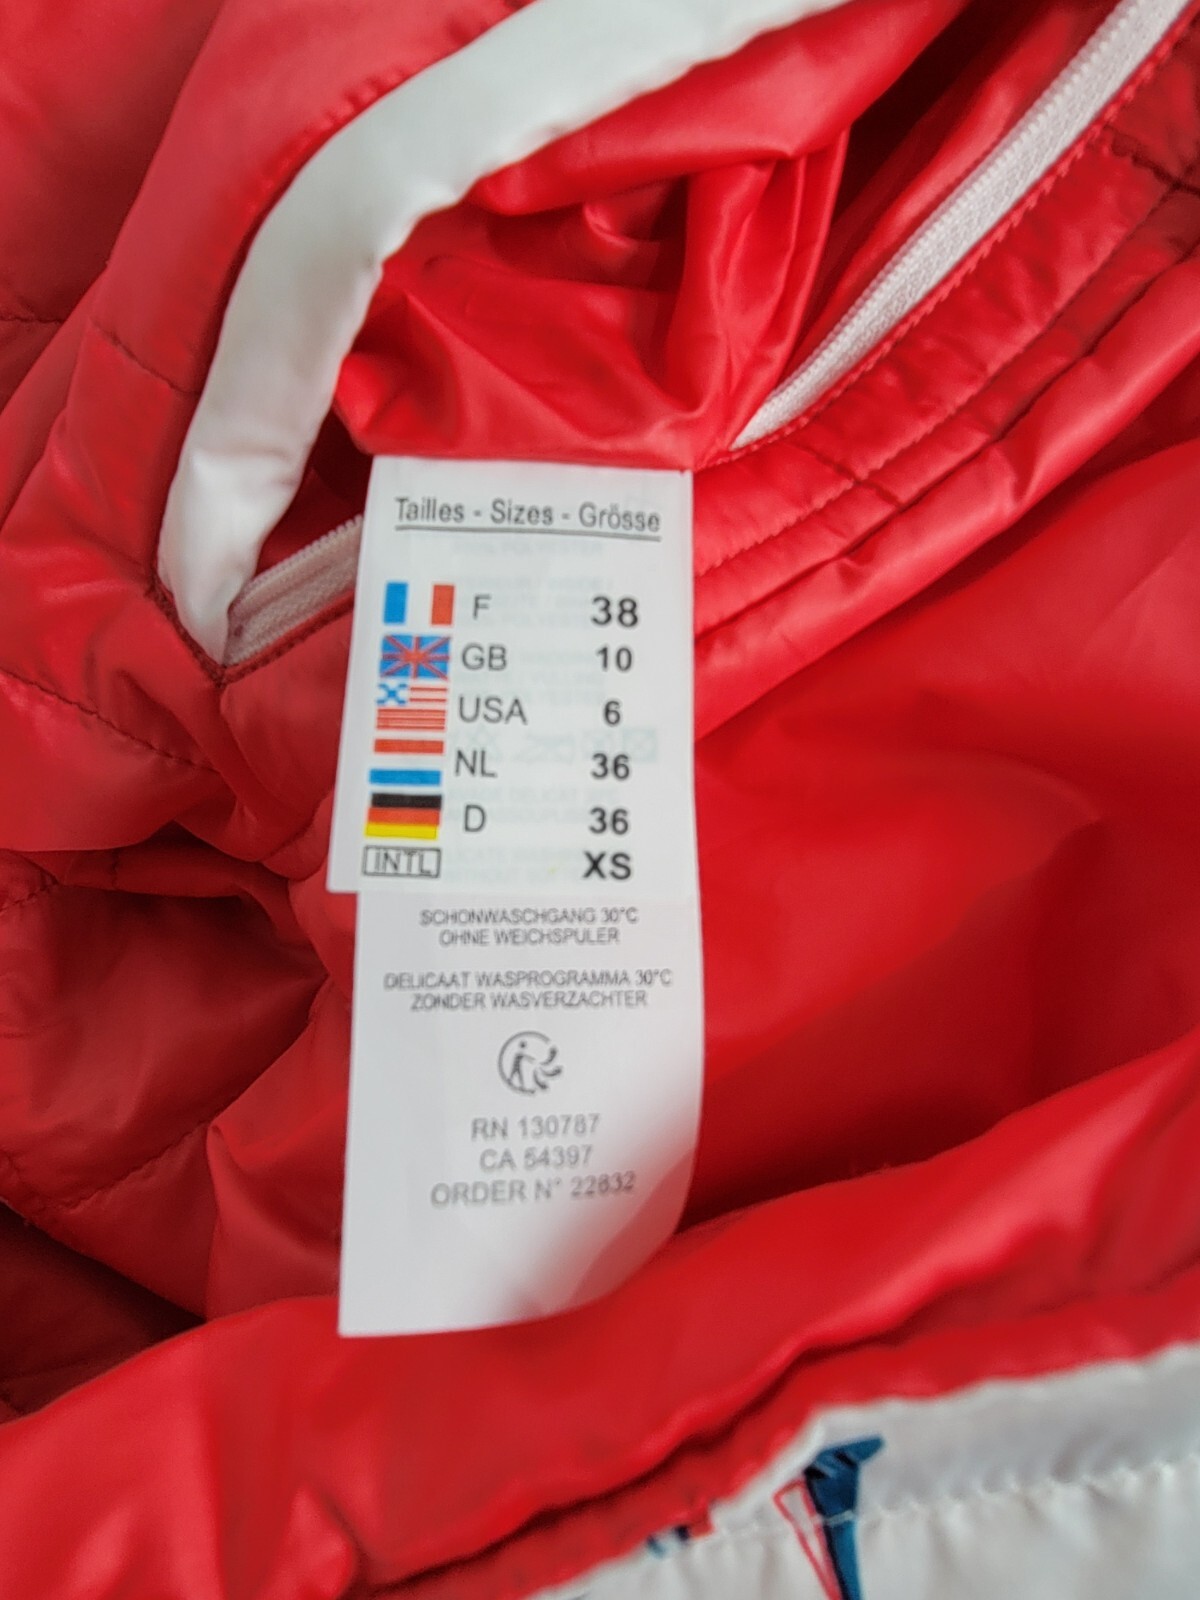 Tailles - Sizes - Grösse
F 38
GB 10
USA 6
NL 36
D 36
INTL XS
SCHONWASCHGANG 30°C
OHNE WEICHSPULER
DELICAAT WASPROGRAMMA 30°C
ZONDER WASVERZACHTER
RN 130787
CA 54397
ORDER N° 22832